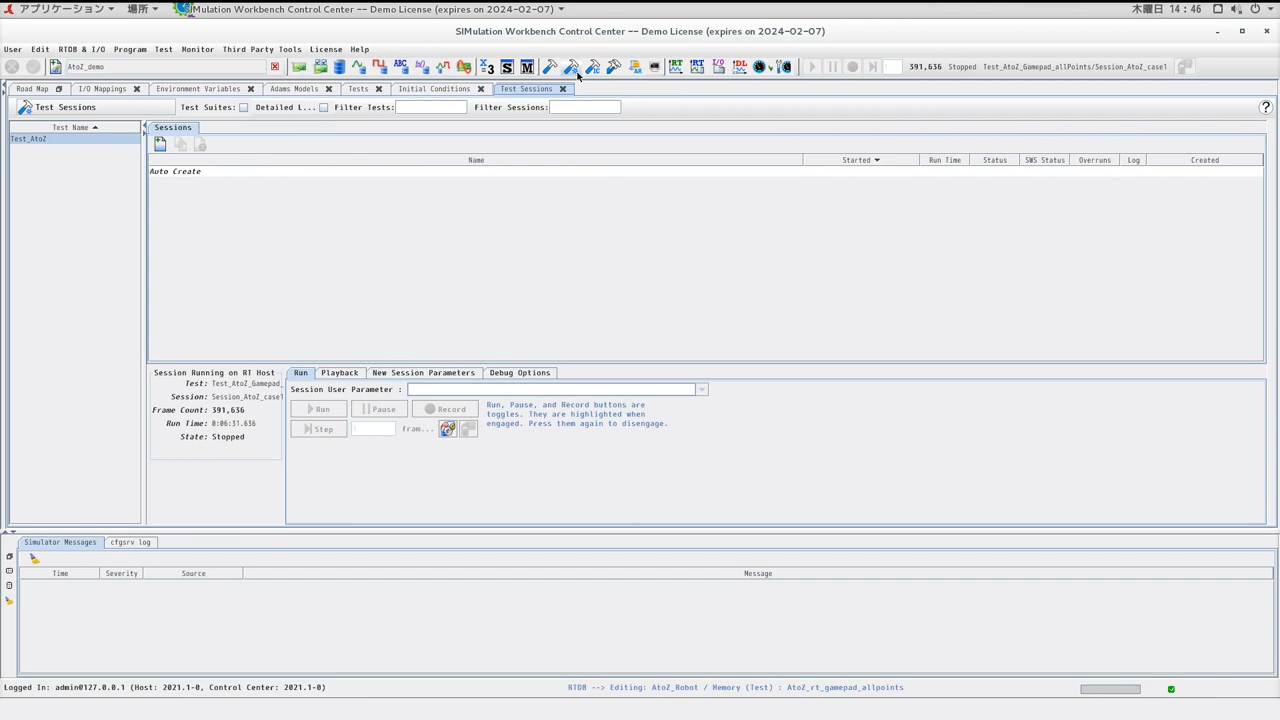 アプリケーション 場所 SIMulation Workbench Control Center -- Demo License (expires on 2024-02-07) 木曜日 14：46
SIMulation Workbench Control Center -- Demo License (expires on 2024-02-07)
User Edit RTDB & I/O Program Test Monitor Third Party Tools License Help
AtoZ_demo 391,636 Stopped Test_AtoZ_Gamepad_allPoints/Session_AtoZ_case1
Road Map I/O Mappings Environment Variables Adams Models Tests Initial Conditions Test Sessions
Test Sessions Test Suites: Detailed L... Filter Tests: Filter Sessions:
Test Name Sessions
Test_AtoZ
Name Started Run Time Status SWS Status Overruns Log Created
Auto Create
Session Running on RT Host Run Playback New Session Parameters Debug Options
Test: Test_AtoZ_Gamepad_
Session: Session_AtoZ_case1
Frame Count: 391,636
Run Time: 0:06:31.636
State: Stopped
Session User Parameter :
Run Pause Record
Step fram...
Run, Pause, and Record buttons are
toggles. They are highlighted when
engaged. Press them again to disengage.
Simulator Messages cfgsrv log
Time Severity Source Message
Logged In: admin@127.0.0.1 (Host: 2021.1-0, Control Center: 2021.1-0) RTDB --> Editing: AtoZ_Robot / Memory (Test) : AtoZ_rt_gamepad_allpoints